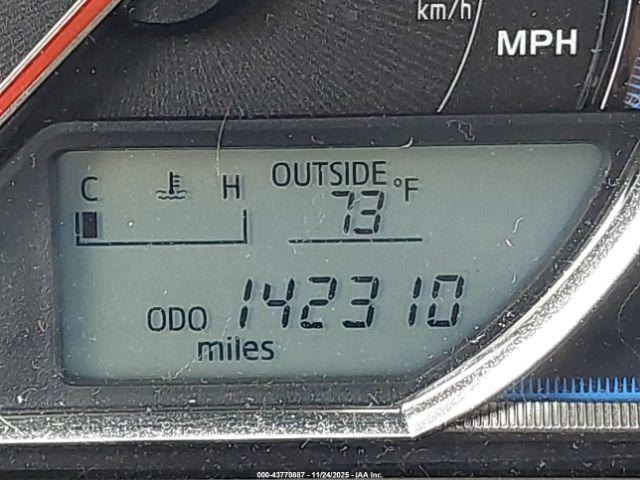 km/h
MPH
C H OUTSIDE
73 °F
ODO 142310
miles
000-43770887 - 11/24/2025 - IAA Inc.